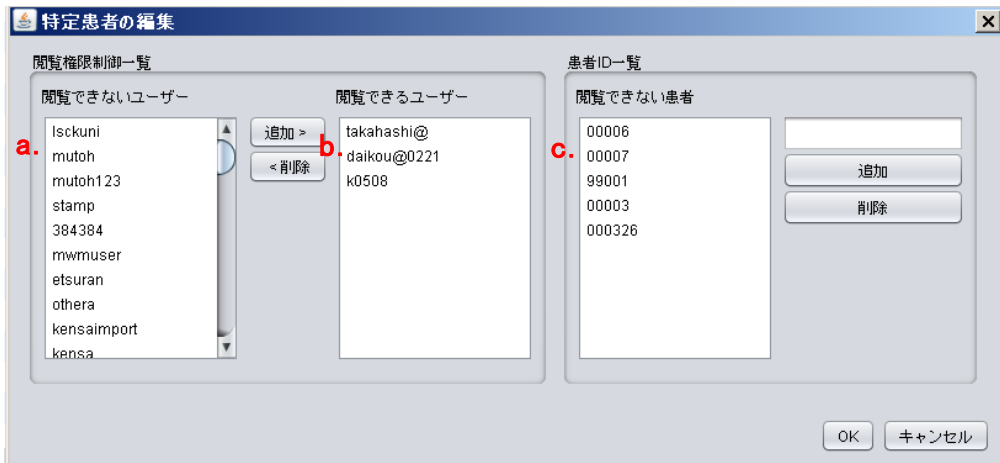 特定患者の編集
閲覧権限制御一覧
閲覧できないユーザー
a.
lsckuni
mutoh
mutoh123
stamp
384384
mwmuser
etsuran
othera
kensaimport
kensa
追加 >
< 削除
閲覧できるユーザー
b.
takahashi@
daikou@0221
k0508
患者ID一覧
閲覧できない患者
c.
00006
00007
99001
00003
000326
追加
削除
OK
キャンセル